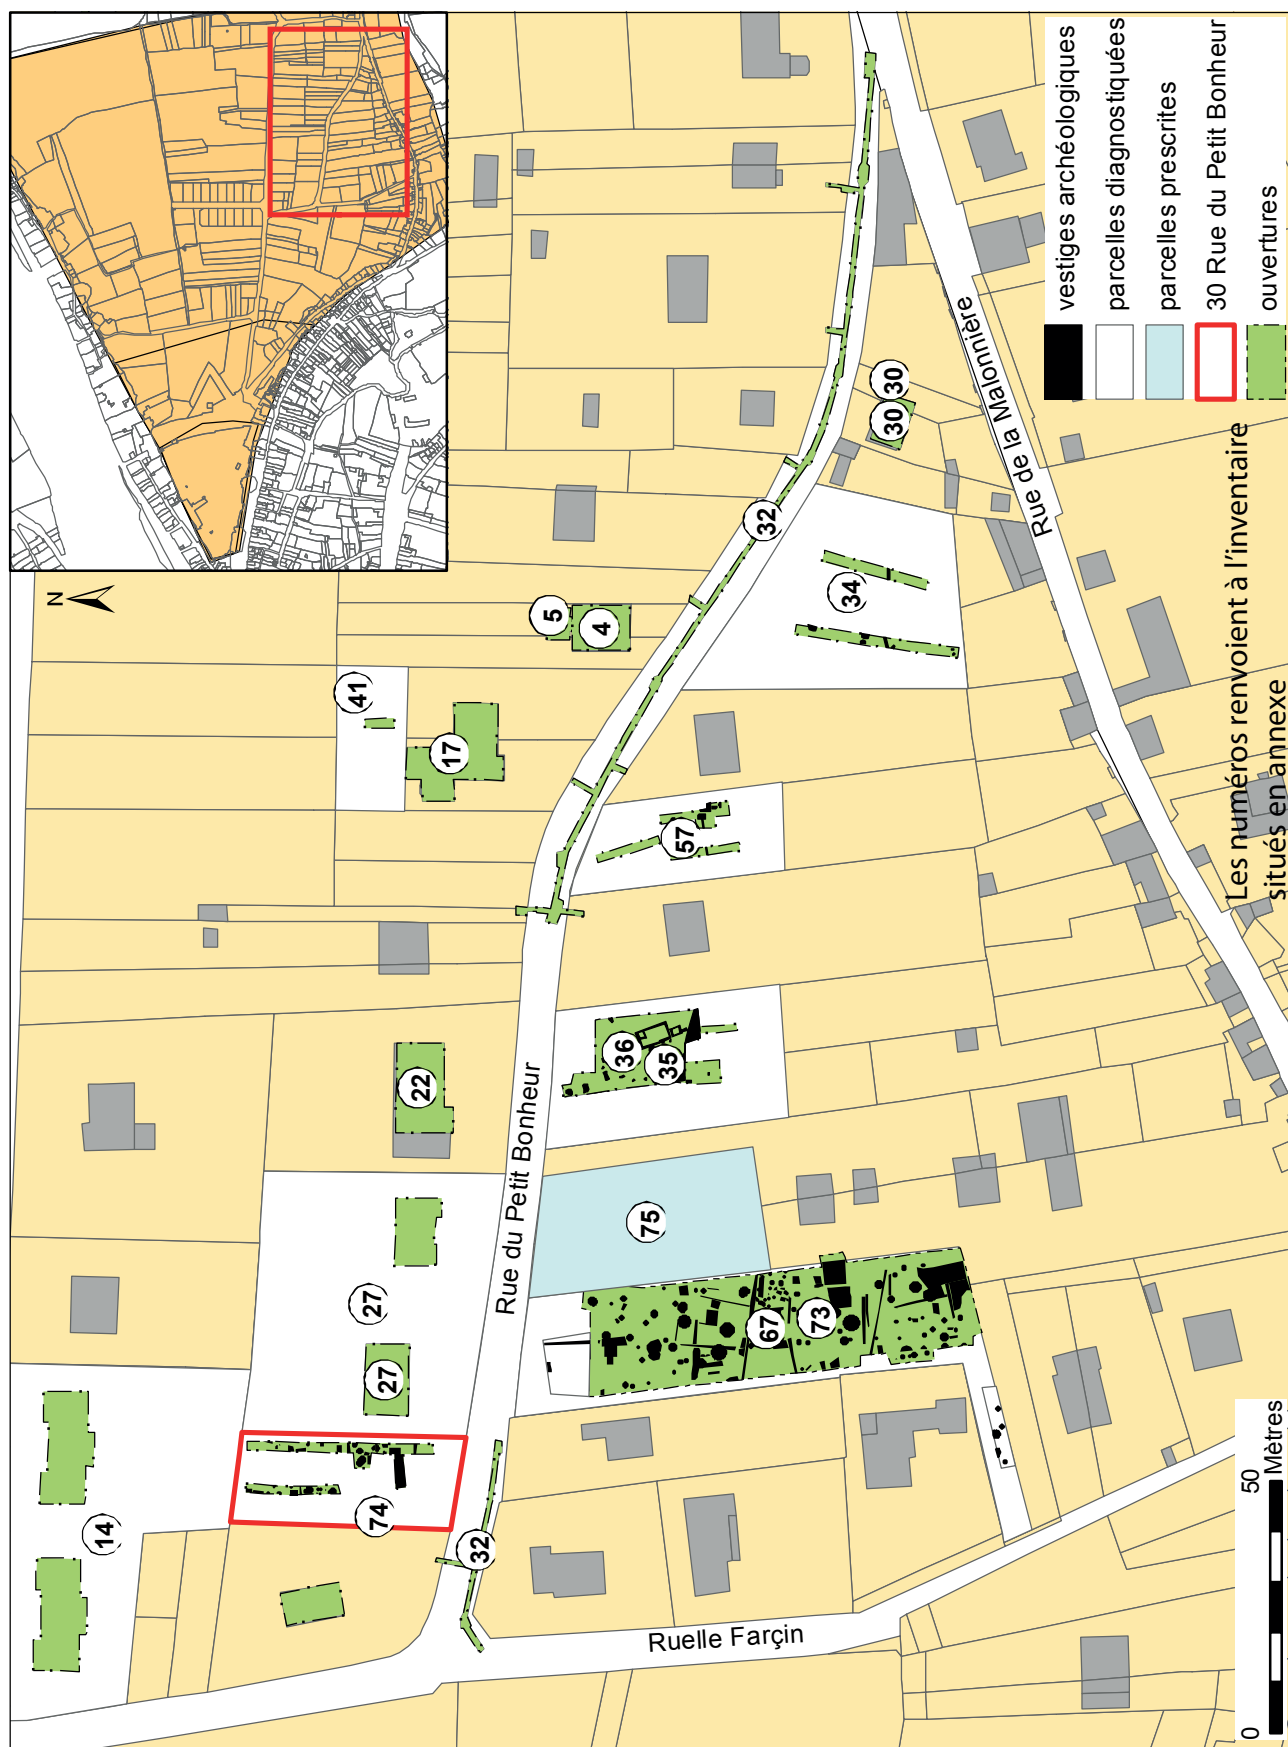 N
14
27
27
22
74
32
41
17
5
4
32
30
30
34
57
36
35
75
67
73
Rue du Petit Bonheur
Rue de la Malonnière
Ruelle Farçin
vestiges archéologiques
parcelles diagnostiquées
parcelles prescrites
30 Rue du Petit Bonheur
ouvertures
Les numéros renvoient à l'inventaire
situés en annexe
0
50
Mètres